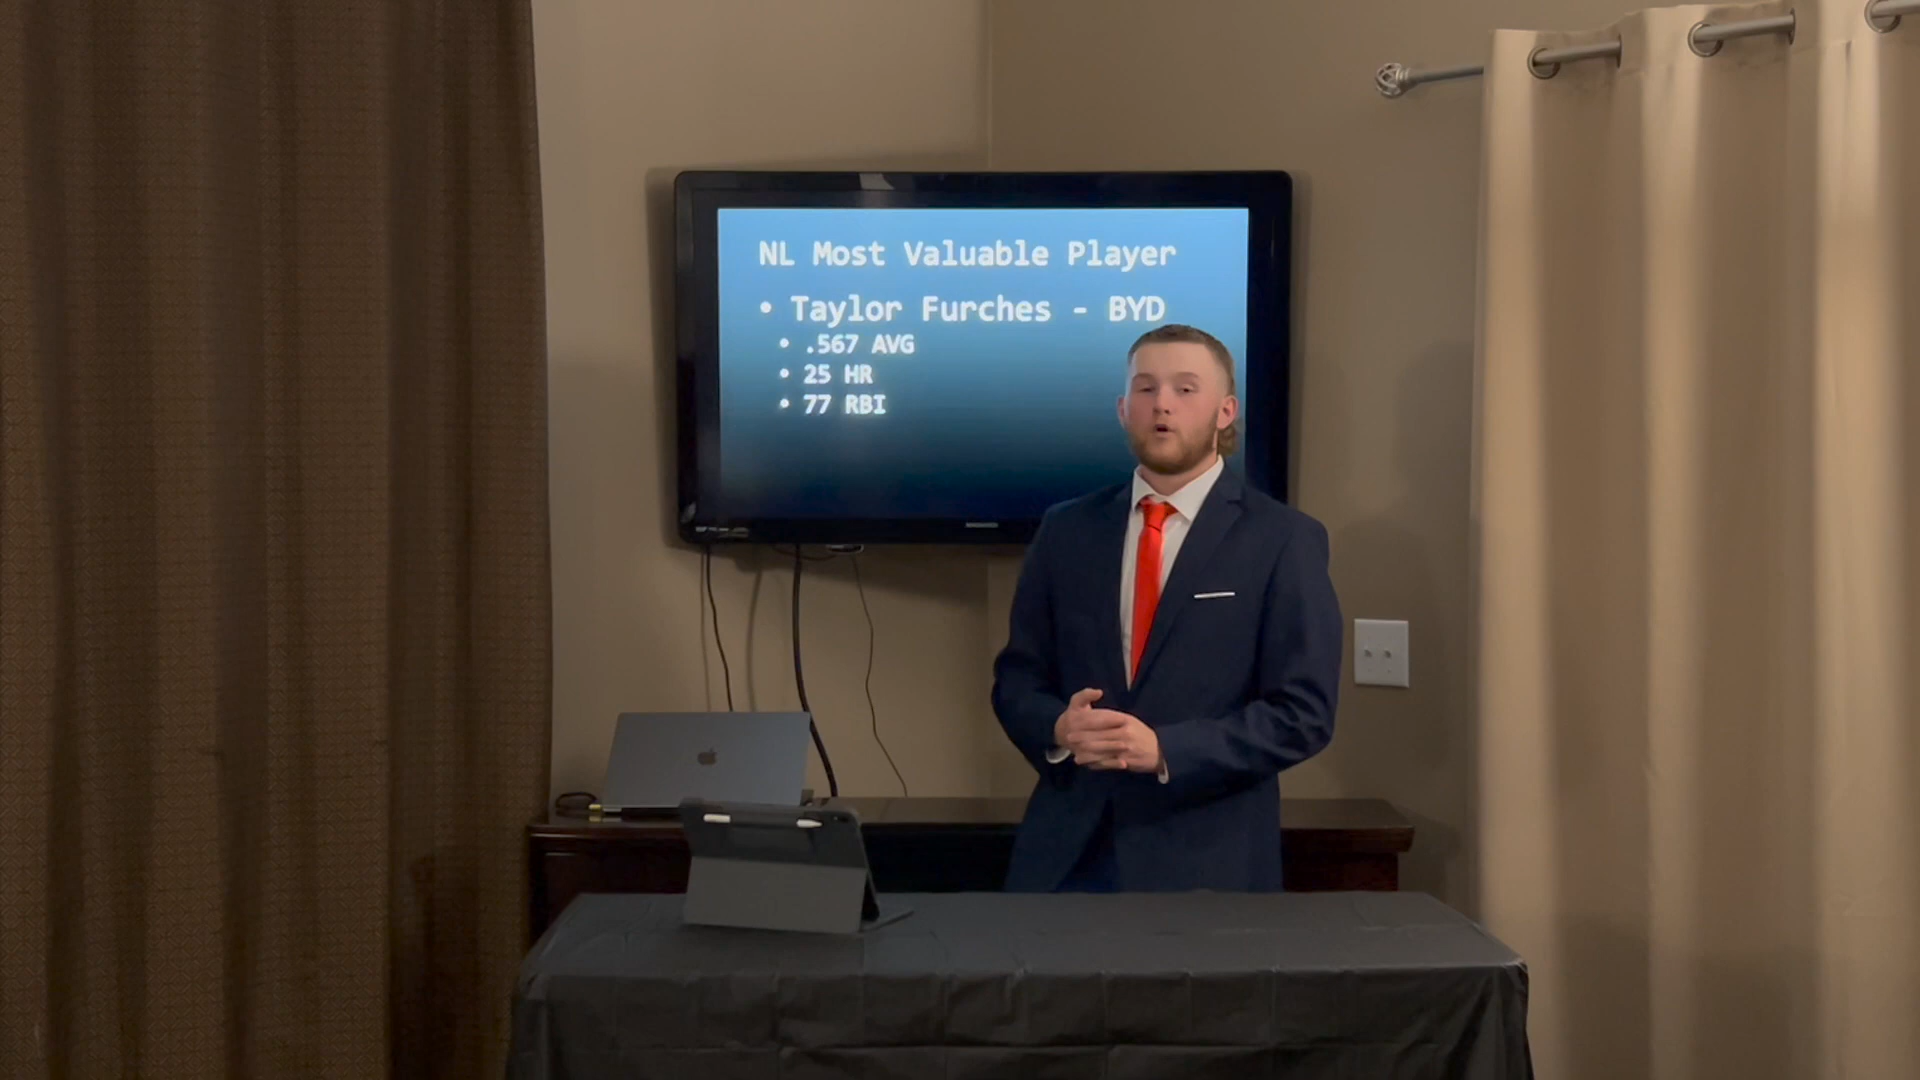 NL Most Valuable Player
• Taylor Furches - BYD
• .567 AVG
• 25 HR
• 77 RBI